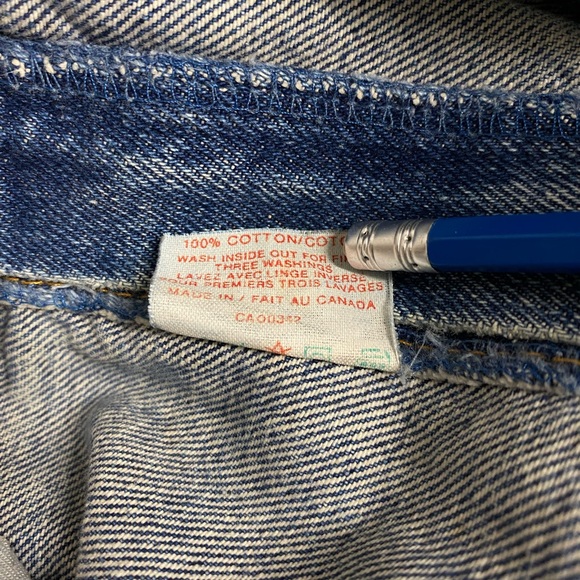 100% COTTON/COTO
WASH INSIDE OUT FOR FI
THREE WASHINGS
LAVEZ AVEC LINGE INVERSE
POUR PREMIERS TROIS LAVAGES
MADE IN / FAIT AU CANADA
CA00342